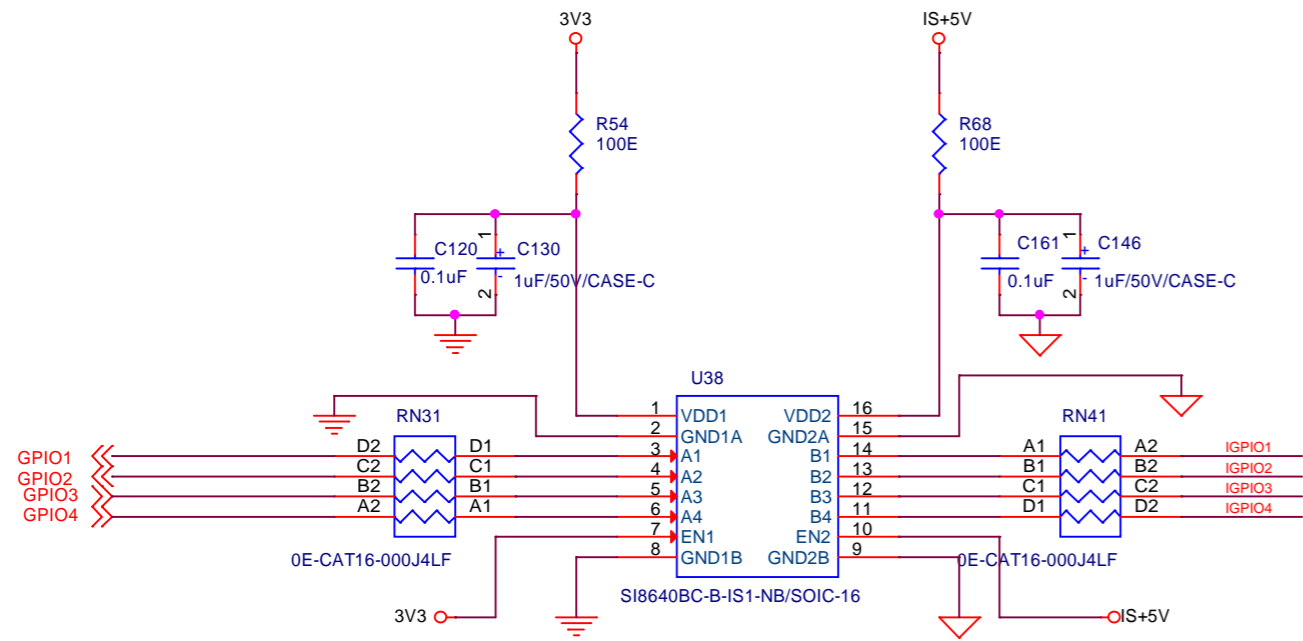 3V3
IS+5V
R54
100E
R68
100E
C120
0.1uF
1
+
-
2
C130
1uF/50V/CASE-C
C161
0.1uF
1
+
-
2
C146
1uF/50V/CASE-C
U38
RN31
RN41
1 VDD1 VDD2 16
2 GND1A GND2A 15
GPIO1 D2 D1 3 A1 B1 14 A1 A2 IGPIO1
GPIO2 C2 C1 4 A2 B2 13 B1 B2 IGPIO2
GPIO3 B2 B1 5 A3 B3 12 C1 C2 IGPIO3
GPIO4 A2 A1 6 A4 B4 11 D1 D2 IGPIO4
7 EN1 EN2 10
8 GND1B GND2B 9
0E-CAT16-000J4LF
0E-CAT16-000J4LF
SI8640BC-B-IS1-NB/SOIC-16
3V3
IS+5V